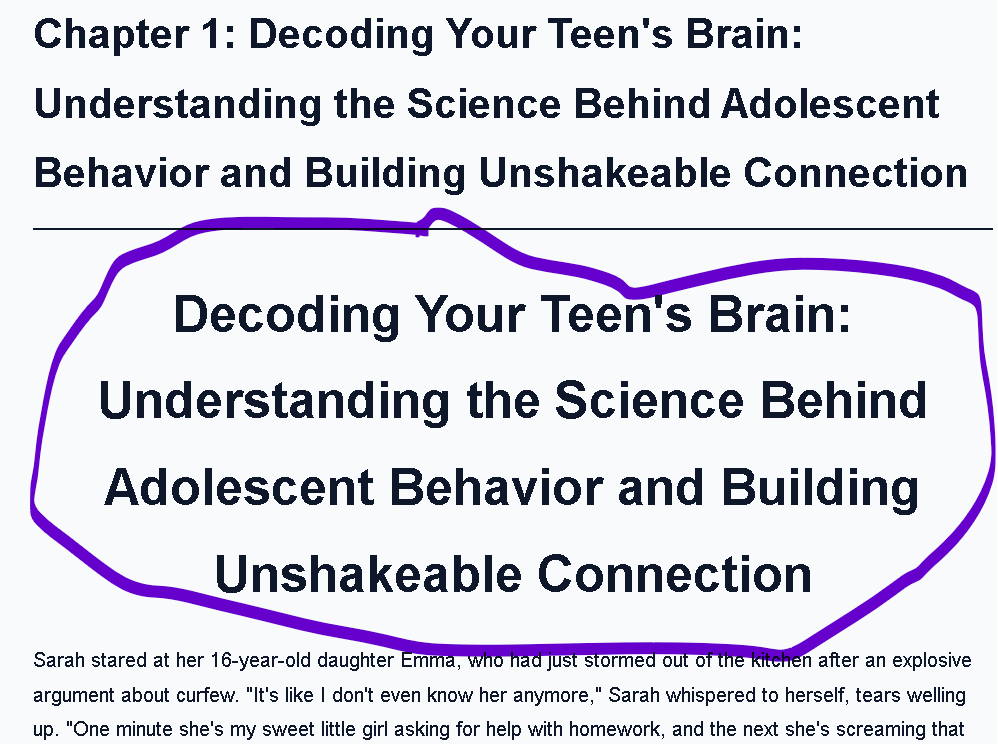 Chapter 1: Decoding Your Teen's Brain:
Understanding the Science Behind Adolescent
Behavior and Building Unshakeable Connection
Decoding Your Teen's Brain:
Understanding the Science Behind
Adolescent Behavior and Building
Unshakeable Connection
Sarah stared at her 16-year-old daughter Emma, who had just stormed out of the kitchen after an explosive
argument about curfew. "It's like I don't even know her anymore," Sarah whispered to herself, tears welling
up. "One minute she's my sweet little girl asking for help with homework, and the next she's screaming that